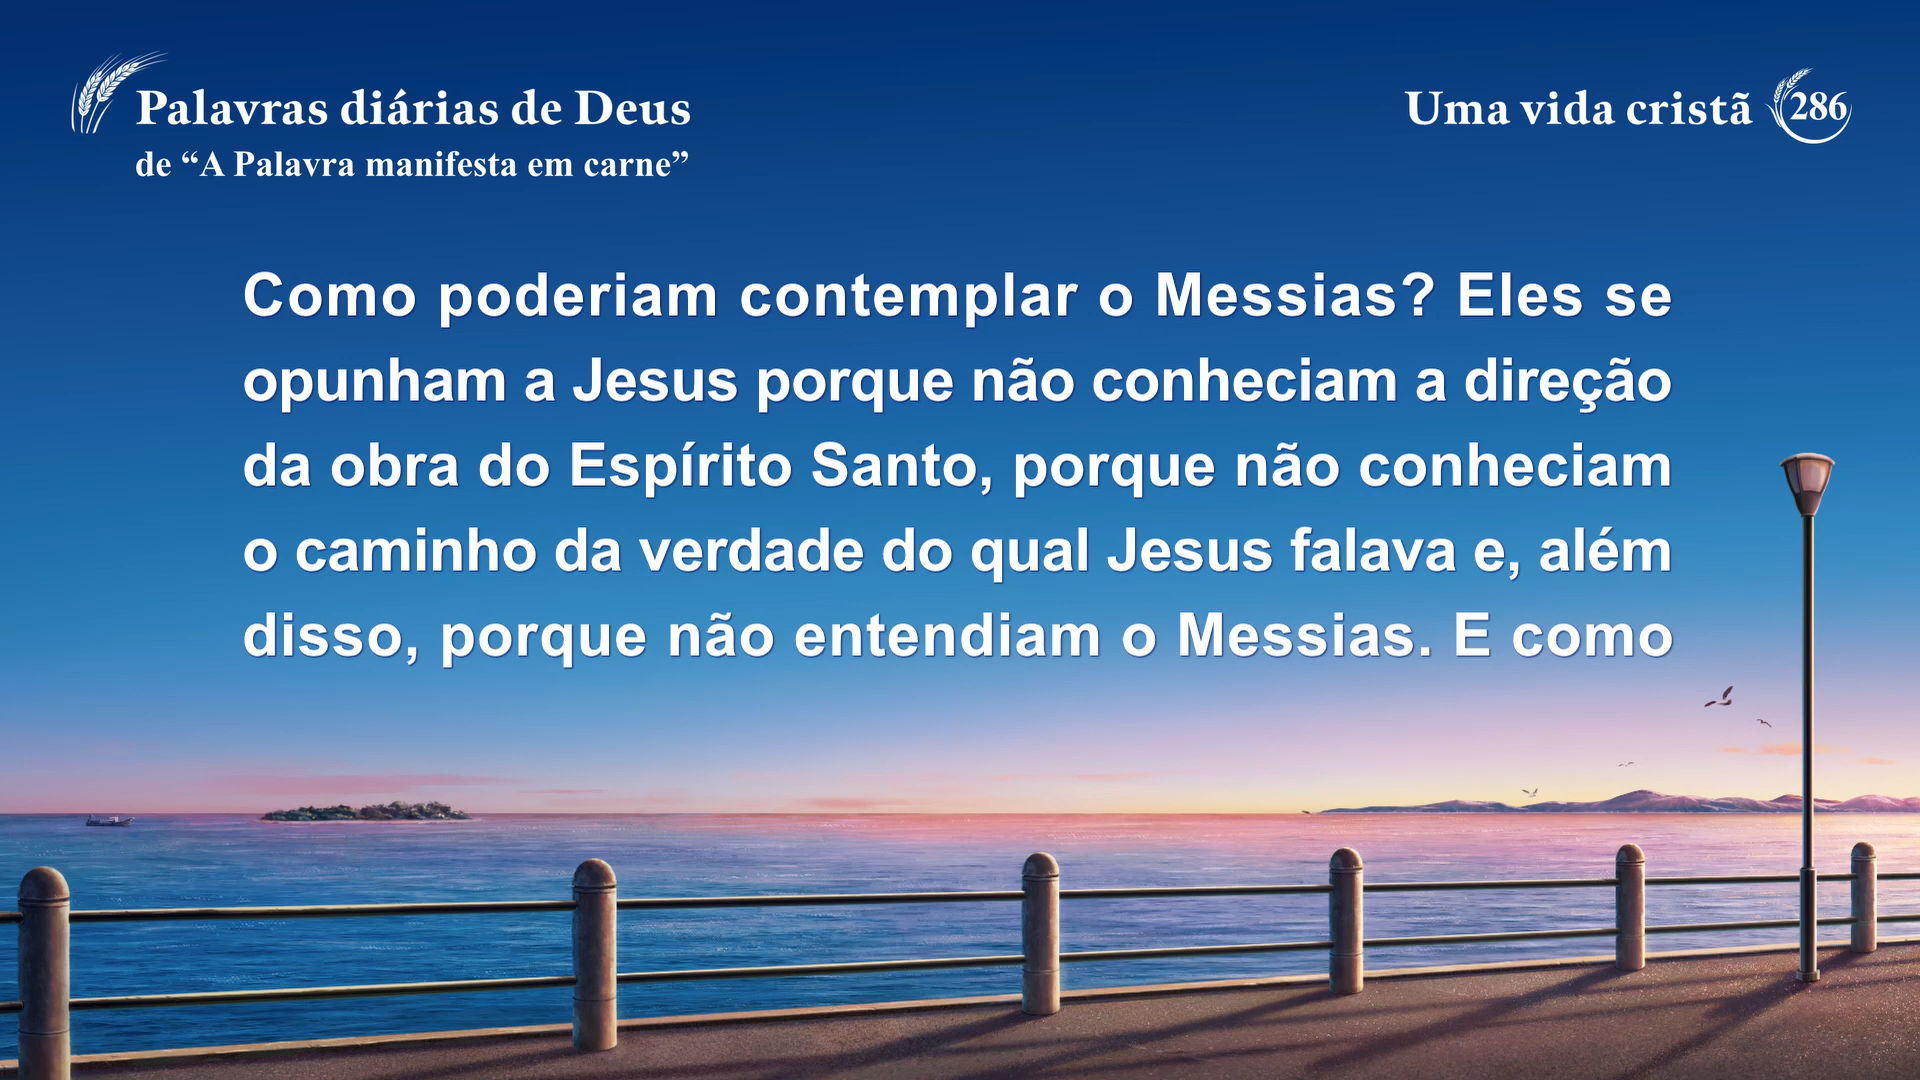 Palavras diárias de Deus
de “A Palavra manifesta em carne”
Uma vida cristã 286
Como poderiam contemplar o Messias? Eles se
opunham a Jesus porque não conheciam a direção
da obra do Espírito Santo, porque não conheciam
o caminho da verdade do qual Jesus falava e, além
disso, porque não entendiam o Messias. E como